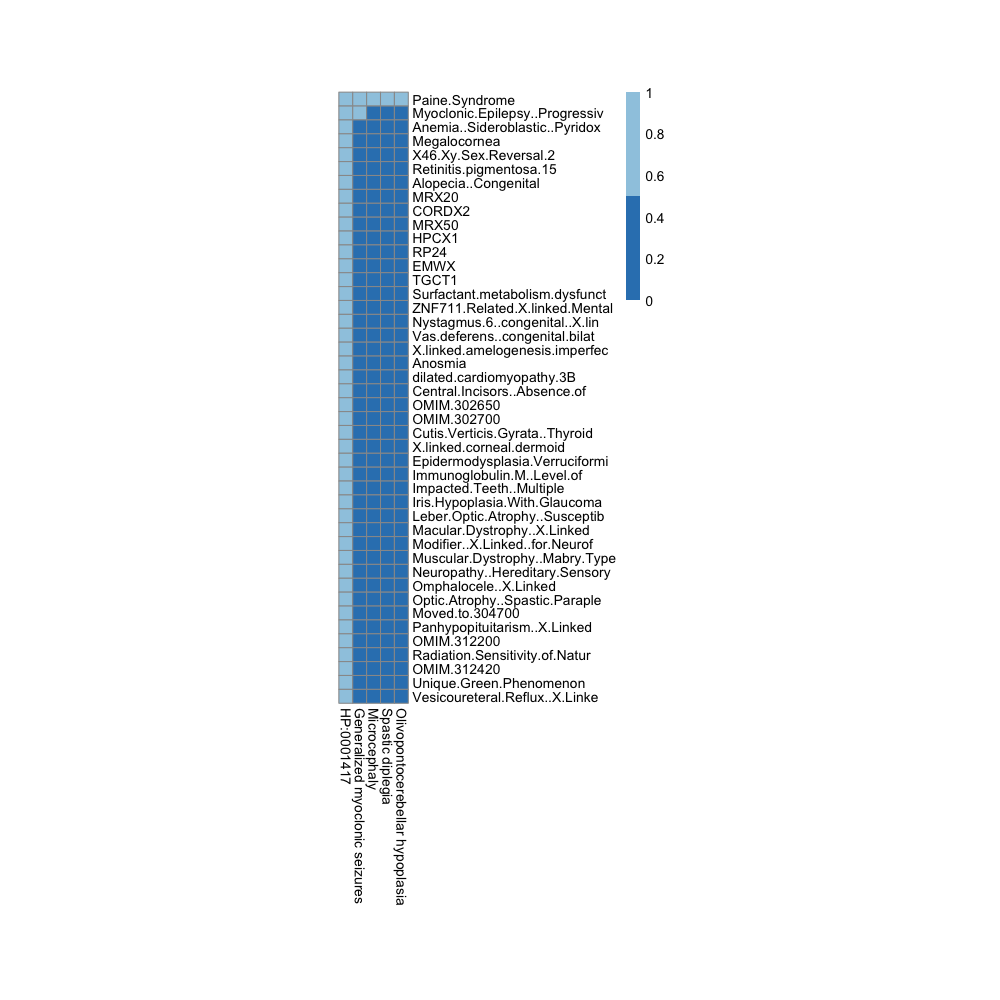 Paine.Syndrome
Myoclonic.Epilepsy..Progressiv
Anemia..Sideroblastic..Pyridox
Megalocornea
X46.Xy.Sex.Reversal.2
Retinitis.pigmentosa.15
Alopecia..Congenital
MRX20
CORDX2
MRX50
HPCX1
RP24
EMWX
TGCT1
Surfactant.metabolism.dysfunct
ZNF711.Related.X.linked.Mental
Nystagmus.6..congenital..X.lin
Vas.deferens..congenital.bilat
X.linked.amelogenesis.imperfec
Anosmia
dilated.cardiomyopathy.3B
Central.Incisors..Absence.of
OMIM.302650
OMIM.302700
Cutis.Verticis.Gyrata..Thyroid
X.linked.corneal.dermoid
Epidermodysplasia.Verruciformi
Immunoglobulin.M..Level.of
Impacted.Teeth..Multiple
Iris.Hypoplasia.With.Glaucoma
Leber.Optic.Atrophy..Susceptib
Macular.Dystrophy..X.Linked
Modifier..X.Linked..for.Neurof
Muscular.Dystrophy..Mabry.Type
Neuropathy..Hereditary.Sensory
Omphalocele..X.Linked
Optic.Atrophy..Spastic.Paraple
Moved.to.304700
Panhypopituitarism..X.Linked
OMIM.312200
Radiation.Sensitivity.of.Natur
OMIM.312420
Unique.Green.Phenomenon
Vesicoureteral.Reflux..X.Linke
1
0.8
0.6
0.4
0.2
0
HP:0001417
Generalized myoclonic seizures
Microcephaly
Spastic diplegia
Olivopontocerebellar hypoplasia